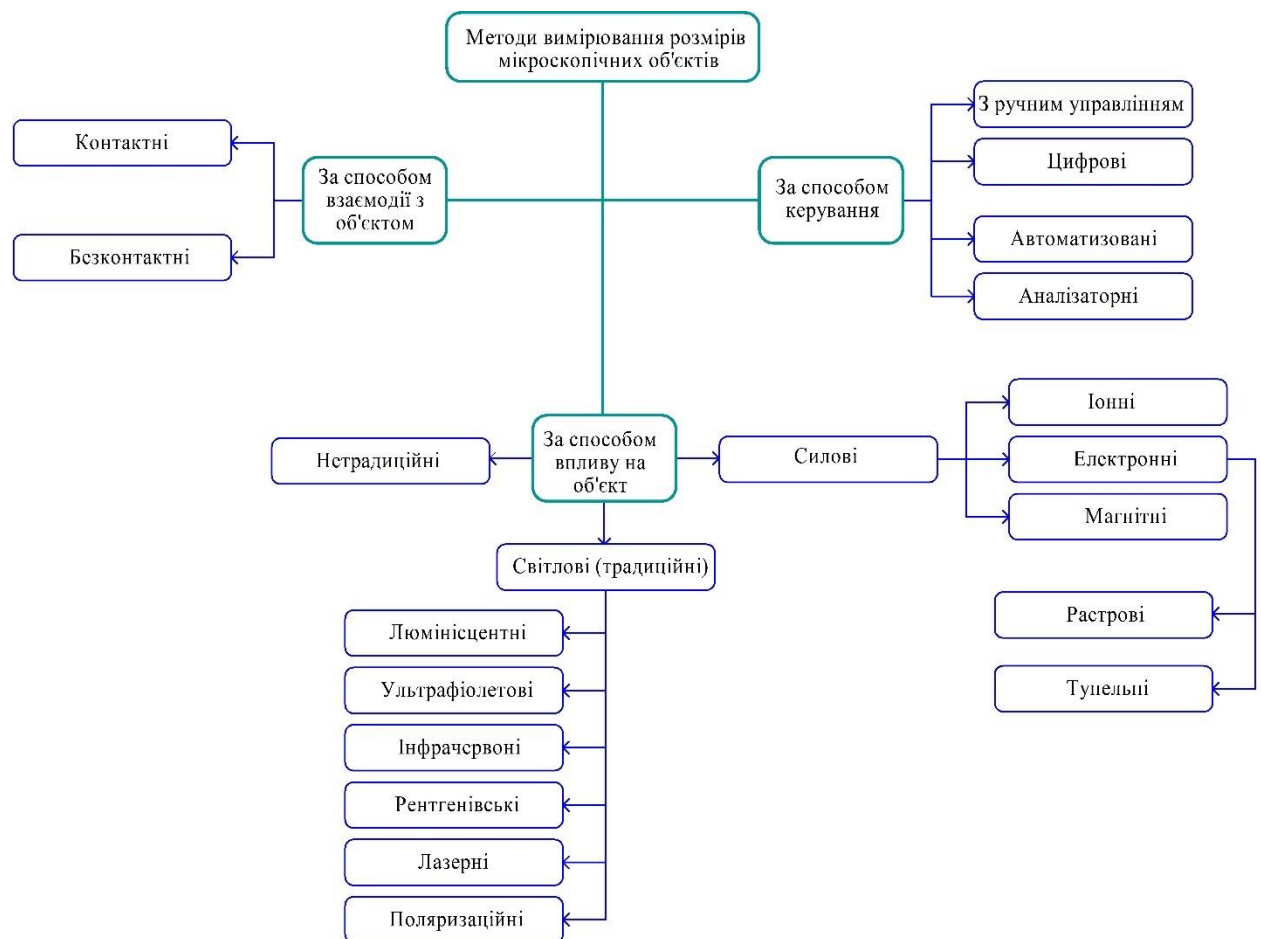 Методи вимірювання розмірів
мікроскопічних об'єктів
Контактні
Безконтактні
За способом
взаємодії з
об'єктом
За способом
керування
З ручним управлінням
Цифрові
Автоматизовані
Аналізаторні
За способом
впливу на
об'єкт
Нетрадиційні
Силові
Іонні
Електронні
Магнітні
Растрові
Тунельні
Світлові (традиційні)
Люмінісцентні
Ультрафіолетові
Інфрачервоні
Рентгенівські
Лазерні
Поляризаційні